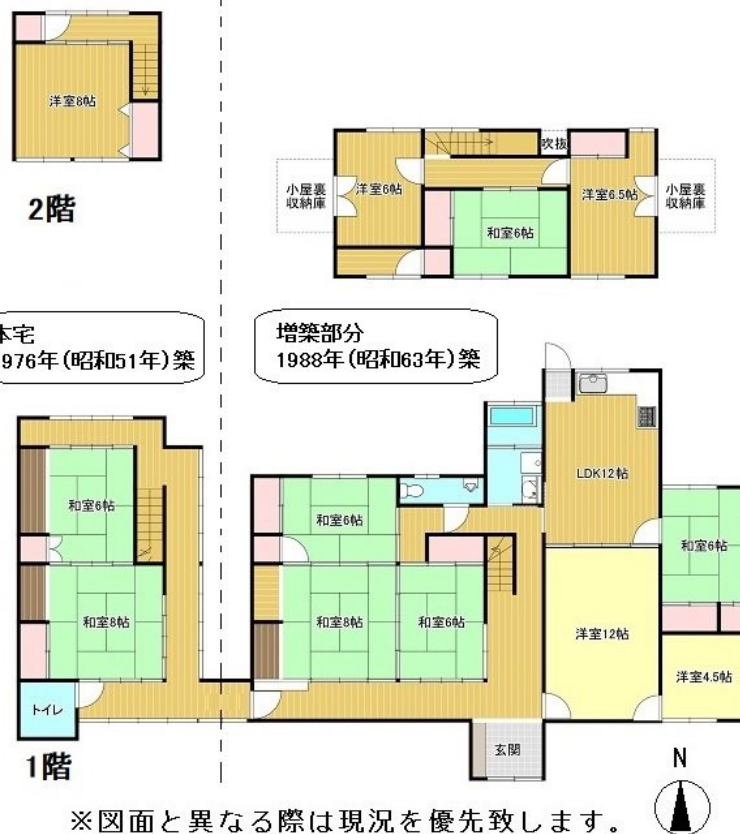 洋室8帖
2階
吹抜
小屋裏
収納庫
洋室6帖
和室6帖
洋室6.5帖
小屋裏
収納庫
本宅
976年(昭和51年)築
増築部分
1988年(昭和63年)築
和室6帖
和室8帖
トイレ
1階
和室6帖
和室8帖
和室6帖
LDK12帖
和室6帖
洋室12帖
洋室4.5帖
玄関
N
※図面と異なる際は現況を優先致します。